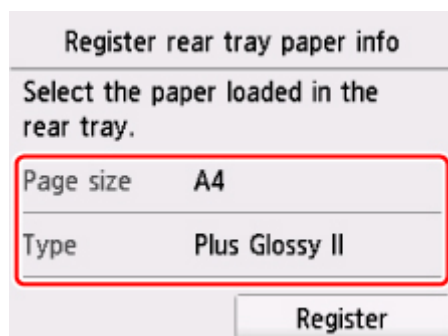 Register rear tray paper info
Select the paper loaded in the
rear tray.
Page size A4
Type Plus Glossy II
Register